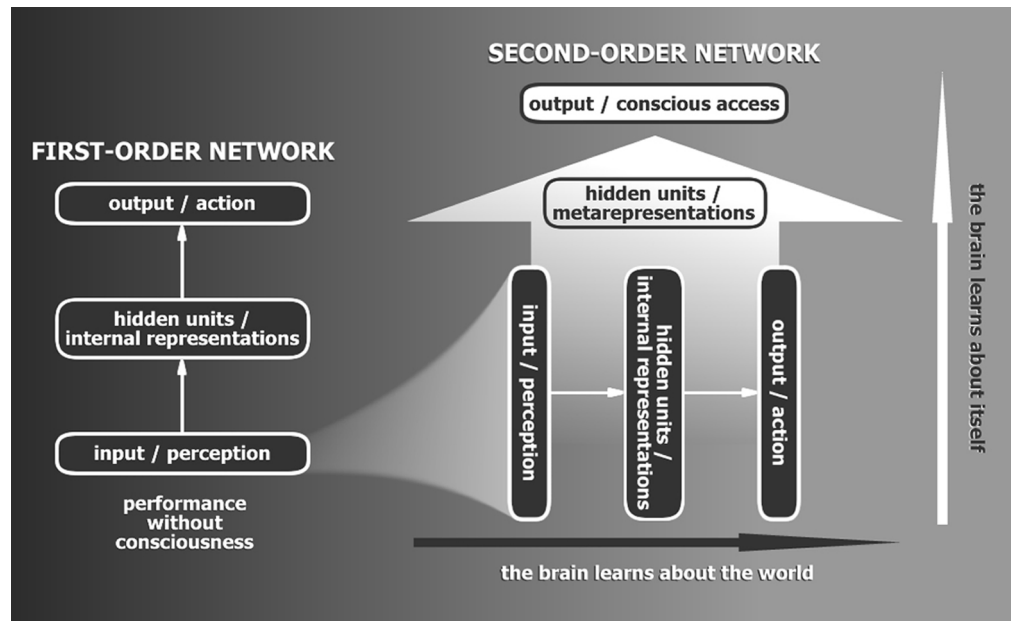 FIRST-ORDER NETWORK
output / action
hidden units /
internal representations
input / perception
performance
without
consciousness
SECOND-ORDER NETWORK
output / conscious access
hidden units /
metarepresentations
input / perception
hidden units /
internal representations
output / action
the brain learns about the world
the brain learns about itself